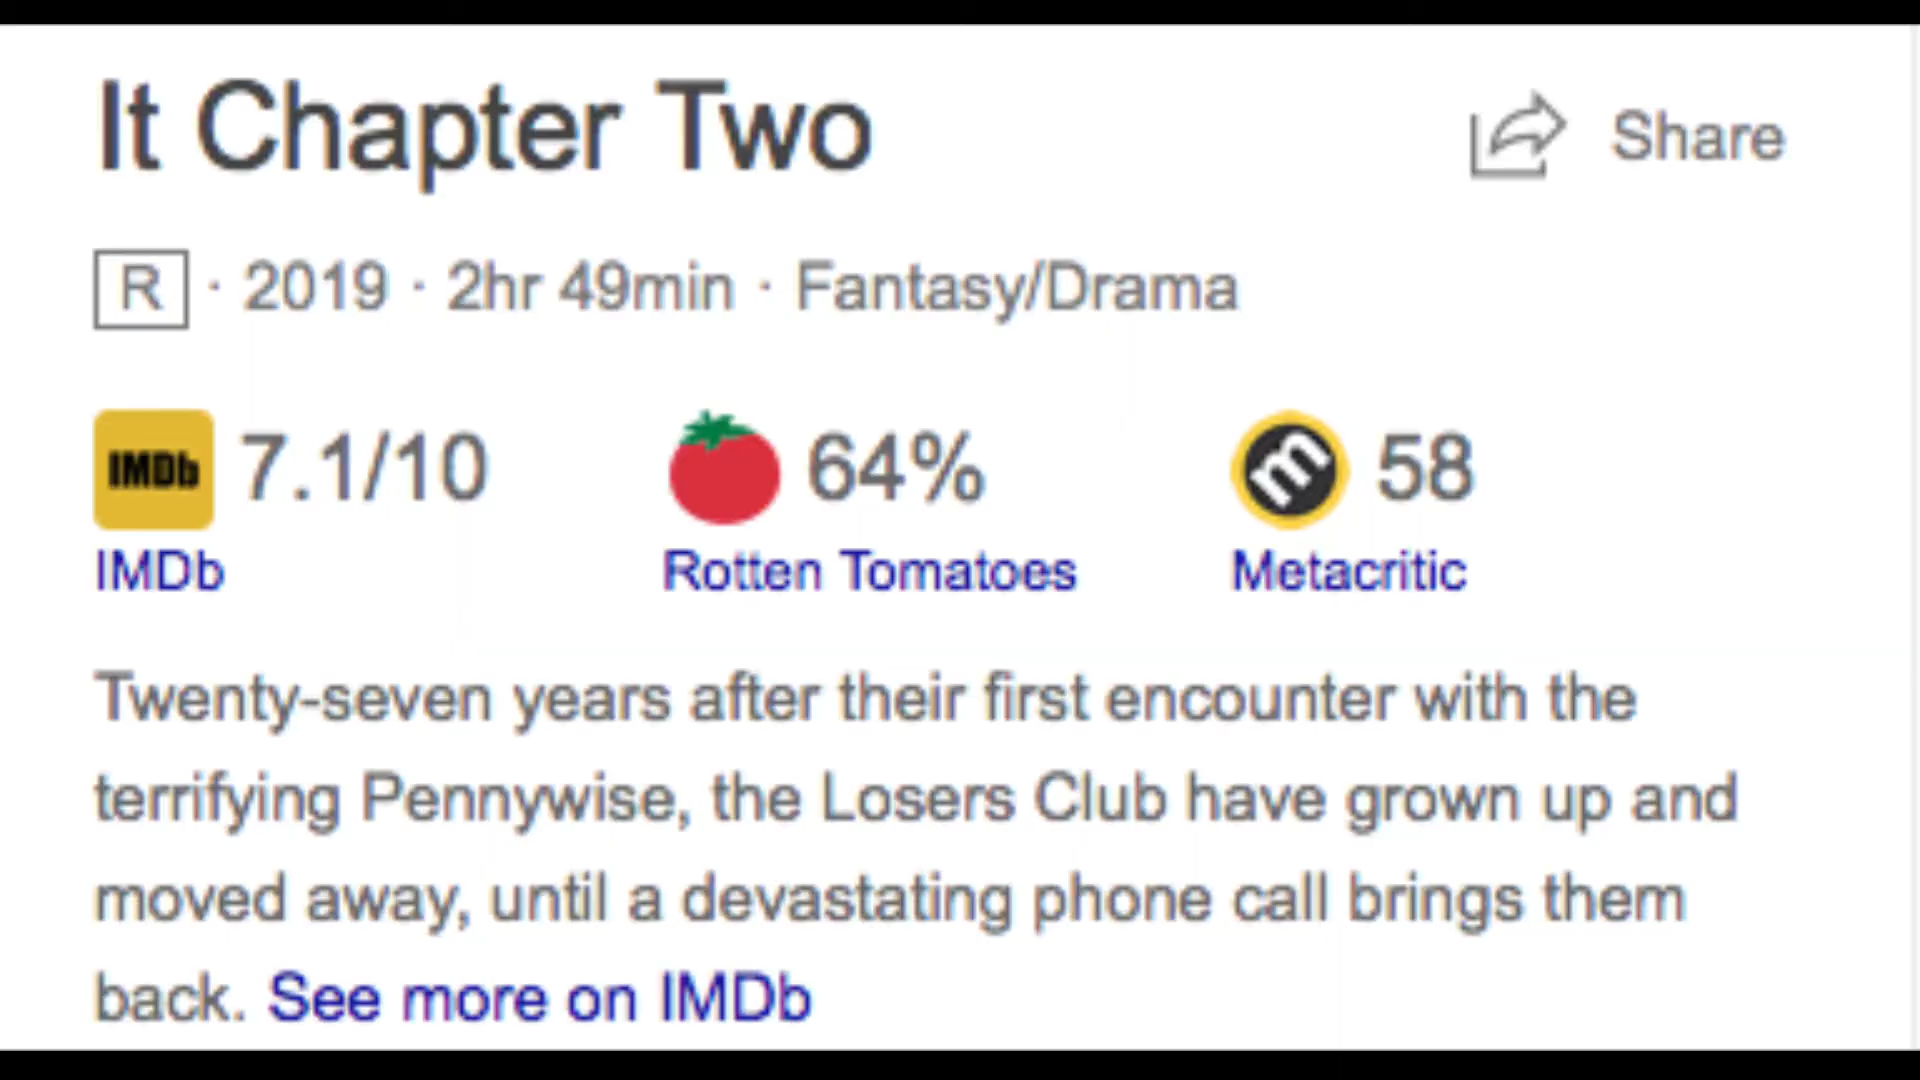 It Chapter Two
Share
R · 2019 · 2hr 49min · Fantasy/Drama
IMDb 7.1/10 64% m 58
IMDb Rotten Tomatoes Metacritic
Twenty-seven years after their first encounter with the
terrifying Pennywise, the Losers Club have grown up and
moved away, until a devastating phone call brings them
back. See more on IMDb